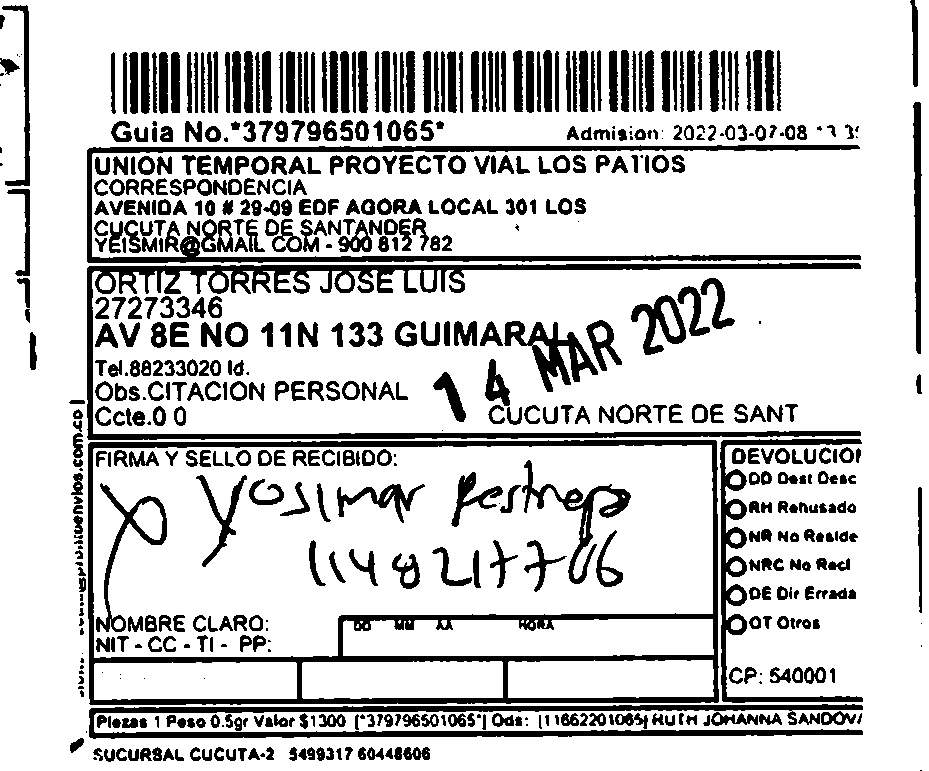 Guia No.*379796501065*
Admision: 2022-03-07-08
UNION TEMPORAL PROYECTO VIAL LOS PATIOS
CORRESPONDENCIA
AVENIDA 10 # 29-09 EDF AGORA LOCAL 301 LOS
CUCUTA NORTE DE SANTANDER
YEISMIR@GMAIL COM - 900 812 782
ORTIZ TORRES JOSE LUIS
27273346
AV 8E NO 11N 133 GUIMARAL
14 MAR 2022
Tel.88233020 Id.
Obs.CITACION PERSONAL
Ccte.0 0
CUCUTA NORTE DE SANT
FIRMA Y SELLO DE RECIBIDO:
Yosimar Restrepo
1148217706
NOMBRE CLARO:
NIT - CC - TI - PP:
DD MM AA HORA
DEVOLUCION
DD Dest Desc
RH Rehusado
NR No Reside
NRC No Recl
DE Dir Errada
OT Otros
CP: 540001
Piezas 1 Peso 0.5gr Valor $1300 [*379796501065*] Ods: [11662201065] RUTH JOHANNA SANDOVA
SUCURSAL CUCUTA-2 5499317 60448606